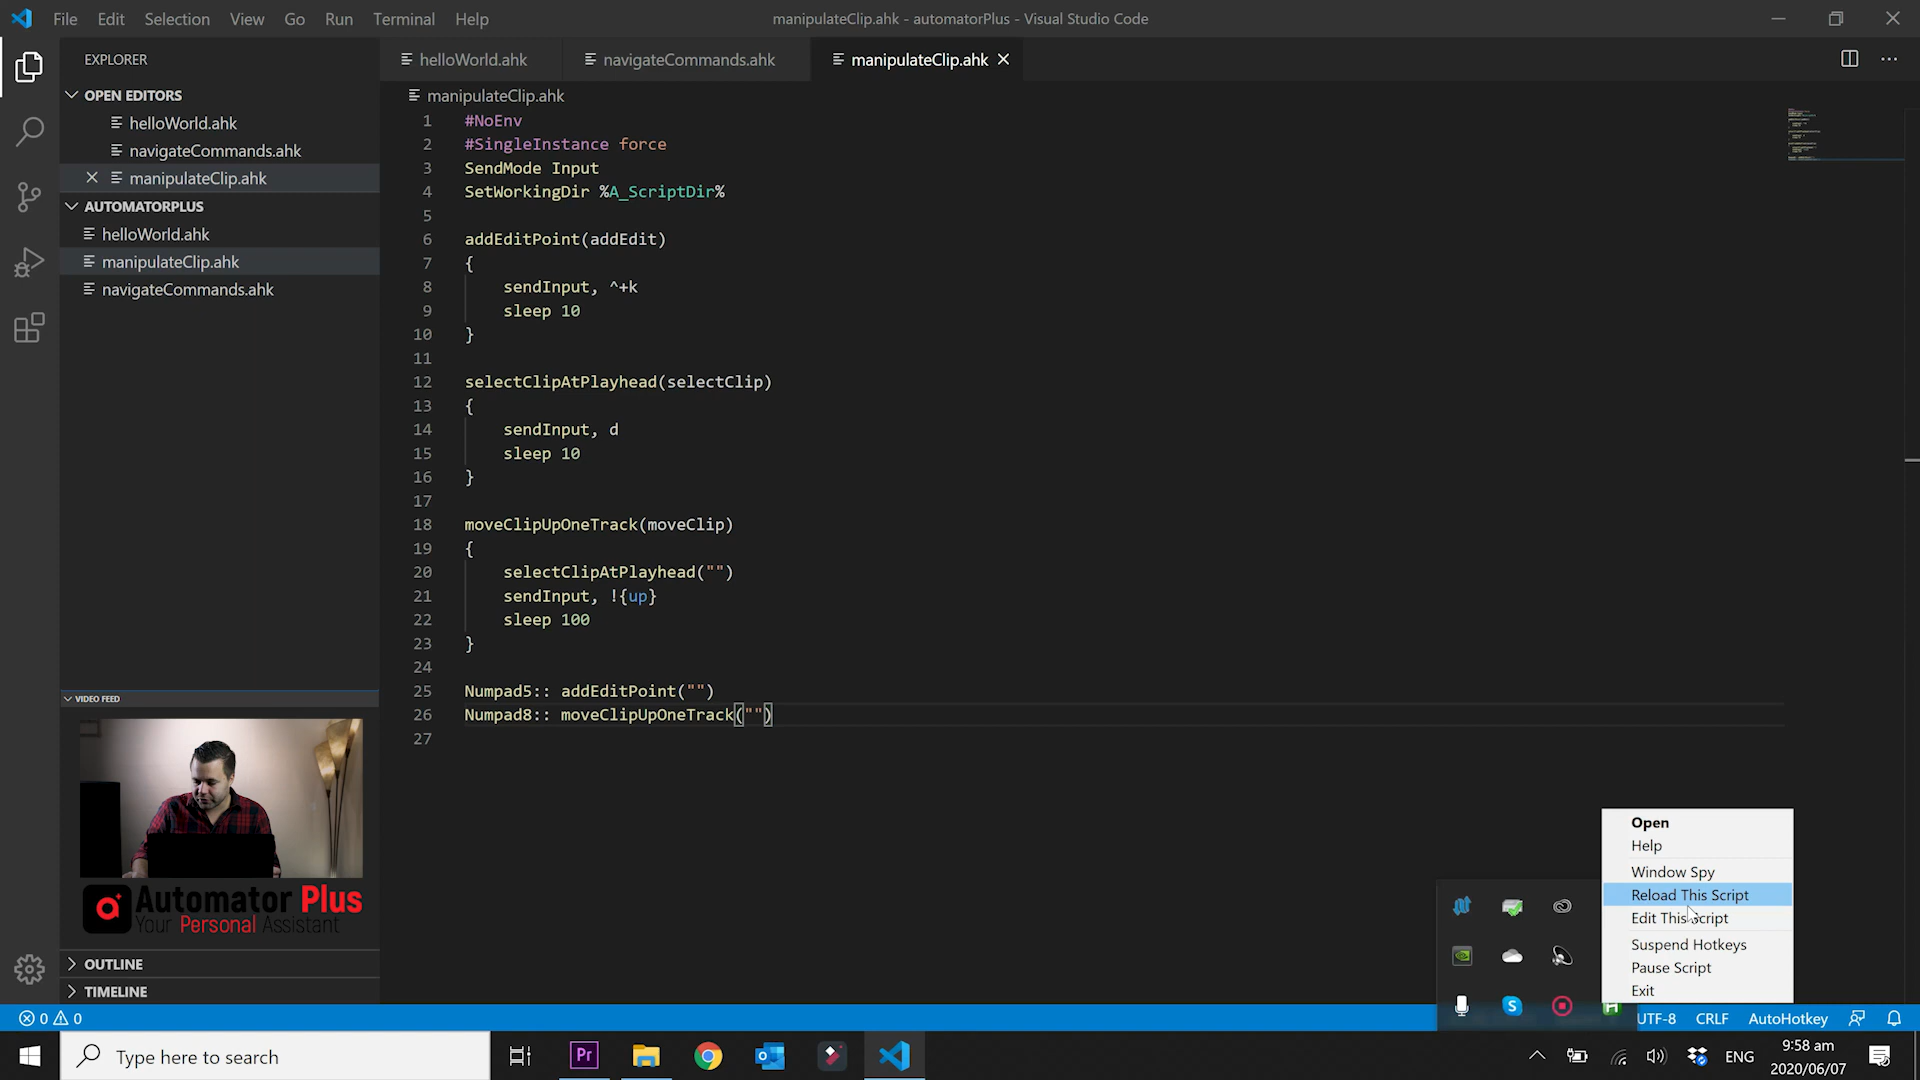 File Edit Selection View Go Run Terminal Help
manipulateClip.ahk - automatorPlus - Visual Studio Code
EXPLORER
OPEN EDITORS
helloWorld.ahk
navigateCommands.ahk
manipulateClip.ahk
AUTOMATORPLUS
helloWorld.ahk
manipulateClip.ahk
navigateCommands.ahk
VIDEO FEED
Automator Plus
Your Personal Assistant
OUTLINE
TIMELINE
helloWorld.ahk navigateCommands.ahk manipulateClip.ahk
manipulateClip.ahk
1 #NoEnv
2 #SingleInstance force
3 SendMode Input
4 SetWorkingDir %A_ScriptDir%
5
6 addEditPoint(addEdit)
7 {
8 sendInput, ^+k
9 sleep 10
10 }
11
12 selectClipAtPlayhead(selectClip)
13 {
14 sendInput, d
15 sleep 10
16 }
17
18 moveClipUpOneTrack(moveClip)
19 {
20 selectClipAtPlayhead("")
21 sendInput, !{up}
22 sleep 100
23 }
24
25 Numpad5:: addEditPoint("")
26 Numpad8:: moveClipUpOneTrack("")
27
Open
Help
Window Spy
Reload This Script
Edit This Script
Suspend Hotkeys
Pause Script
Exit
0 0
UTF-8 CRLF AutoHotkey
Type here to search
Pr
ENG
9:58 am
2020/06/07